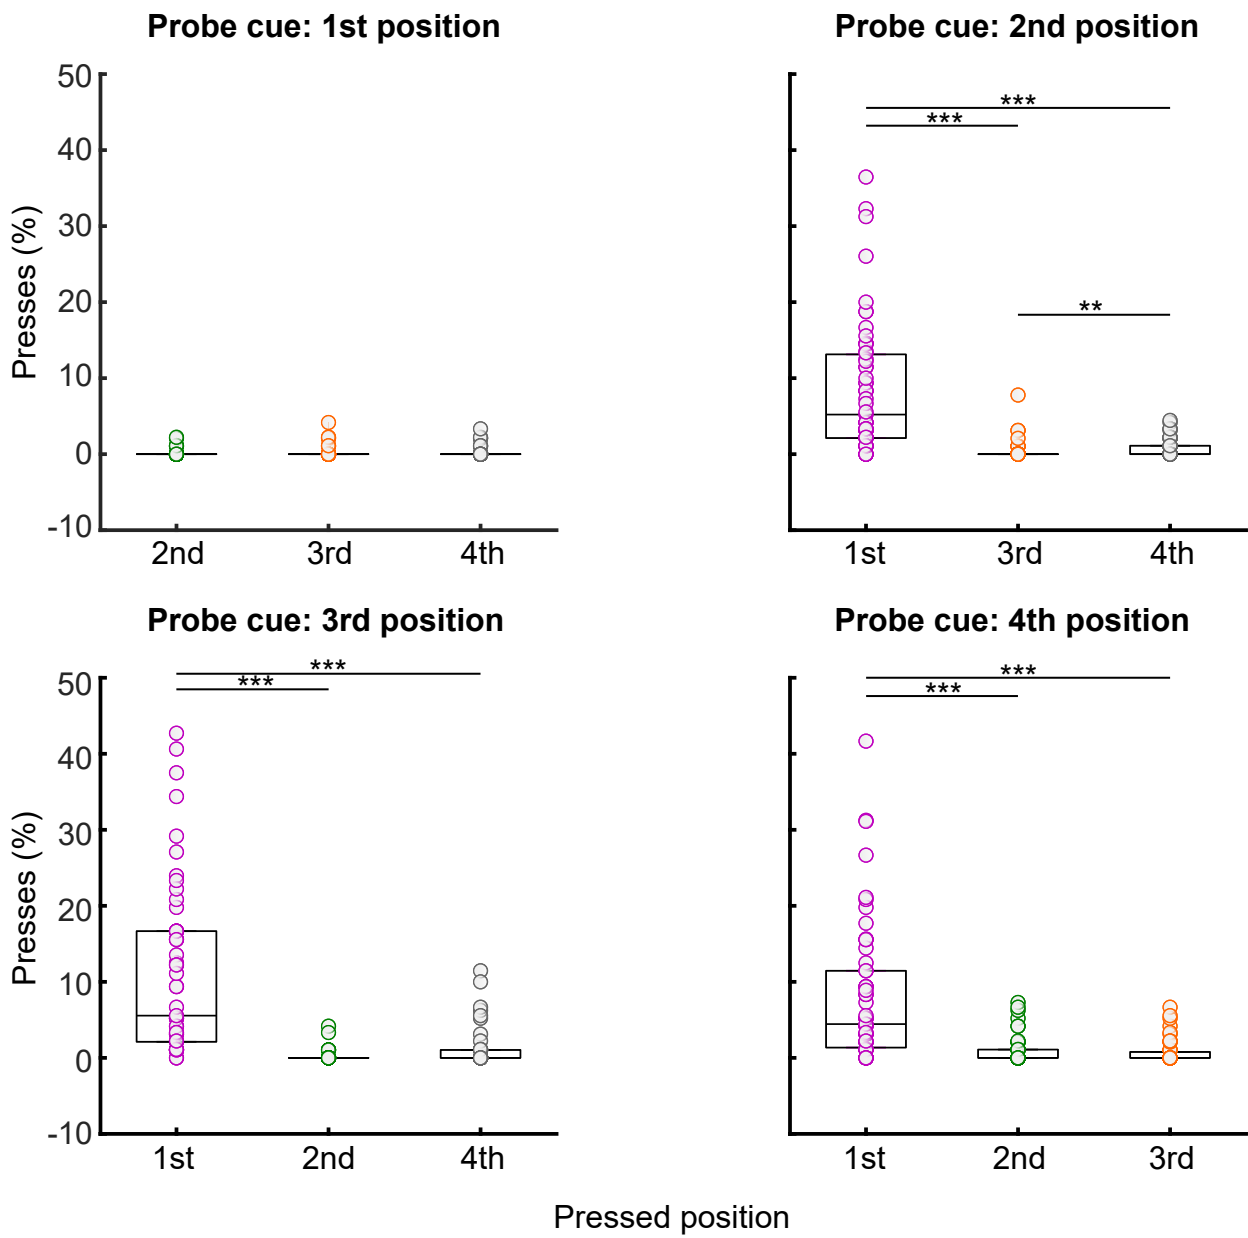 Probe cue: 1st position
Presses (%)
50
40
30
20
10
0
-10
2nd 3rd 4th
Probe cue: 2nd position
***
***
**
1st 3rd 4th
Probe cue: 3rd position
Presses (%)
50
40
30
20
10
0
-10
***
***
1st 2nd 4th
Probe cue: 4th position
***
***
1st 2nd 3rd
Pressed position